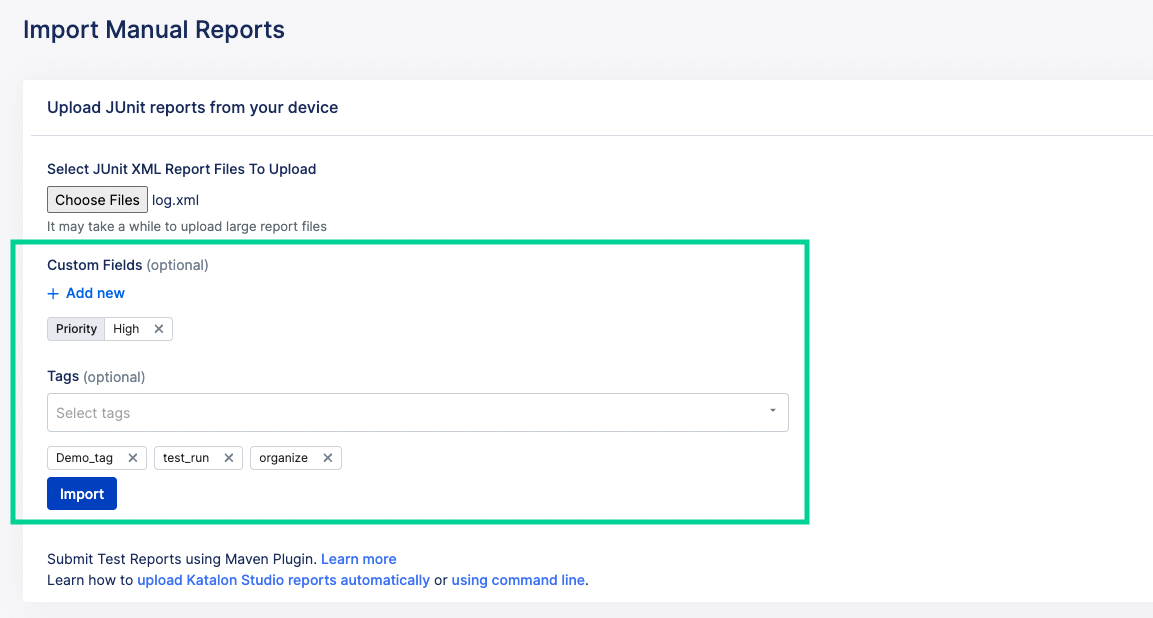 Import Manual Reports
Upload JUnit reports from your device
Select JUnit XML Report Files To Upload
Choose Files log.xml
It may take a while to upload large report files
Custom Fields (optional)
+ Add new
Priority High ✕
Tags (optional)
Select tags
Demo_tag ✕ test_run ✕ organize ✕
Import
Submit Test Reports using Maven Plugin. Learn more
Learn how to upload Katalon Studio reports automatically or using command line.